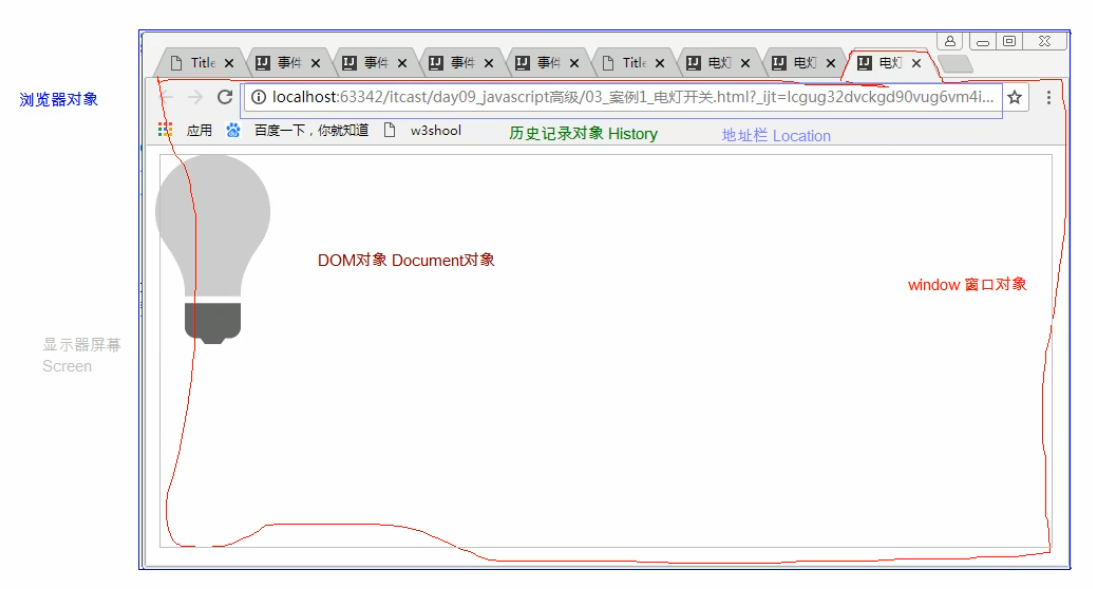 Title
事件
事件
事件
事件
Title
电灯
电灯
电灯
浏览器对象
localhost:63342/itcast/day09_javascript高级/03_案例1_电灯开关.html?_ijt=lcgug32dvckgd90vug6vm4i...
应用
百度一下，你就知道
w3shool
历史记录对象 History
地址栏 Location
DOM对象 Document对象
window 窗口对象
显示器屏幕
Screen